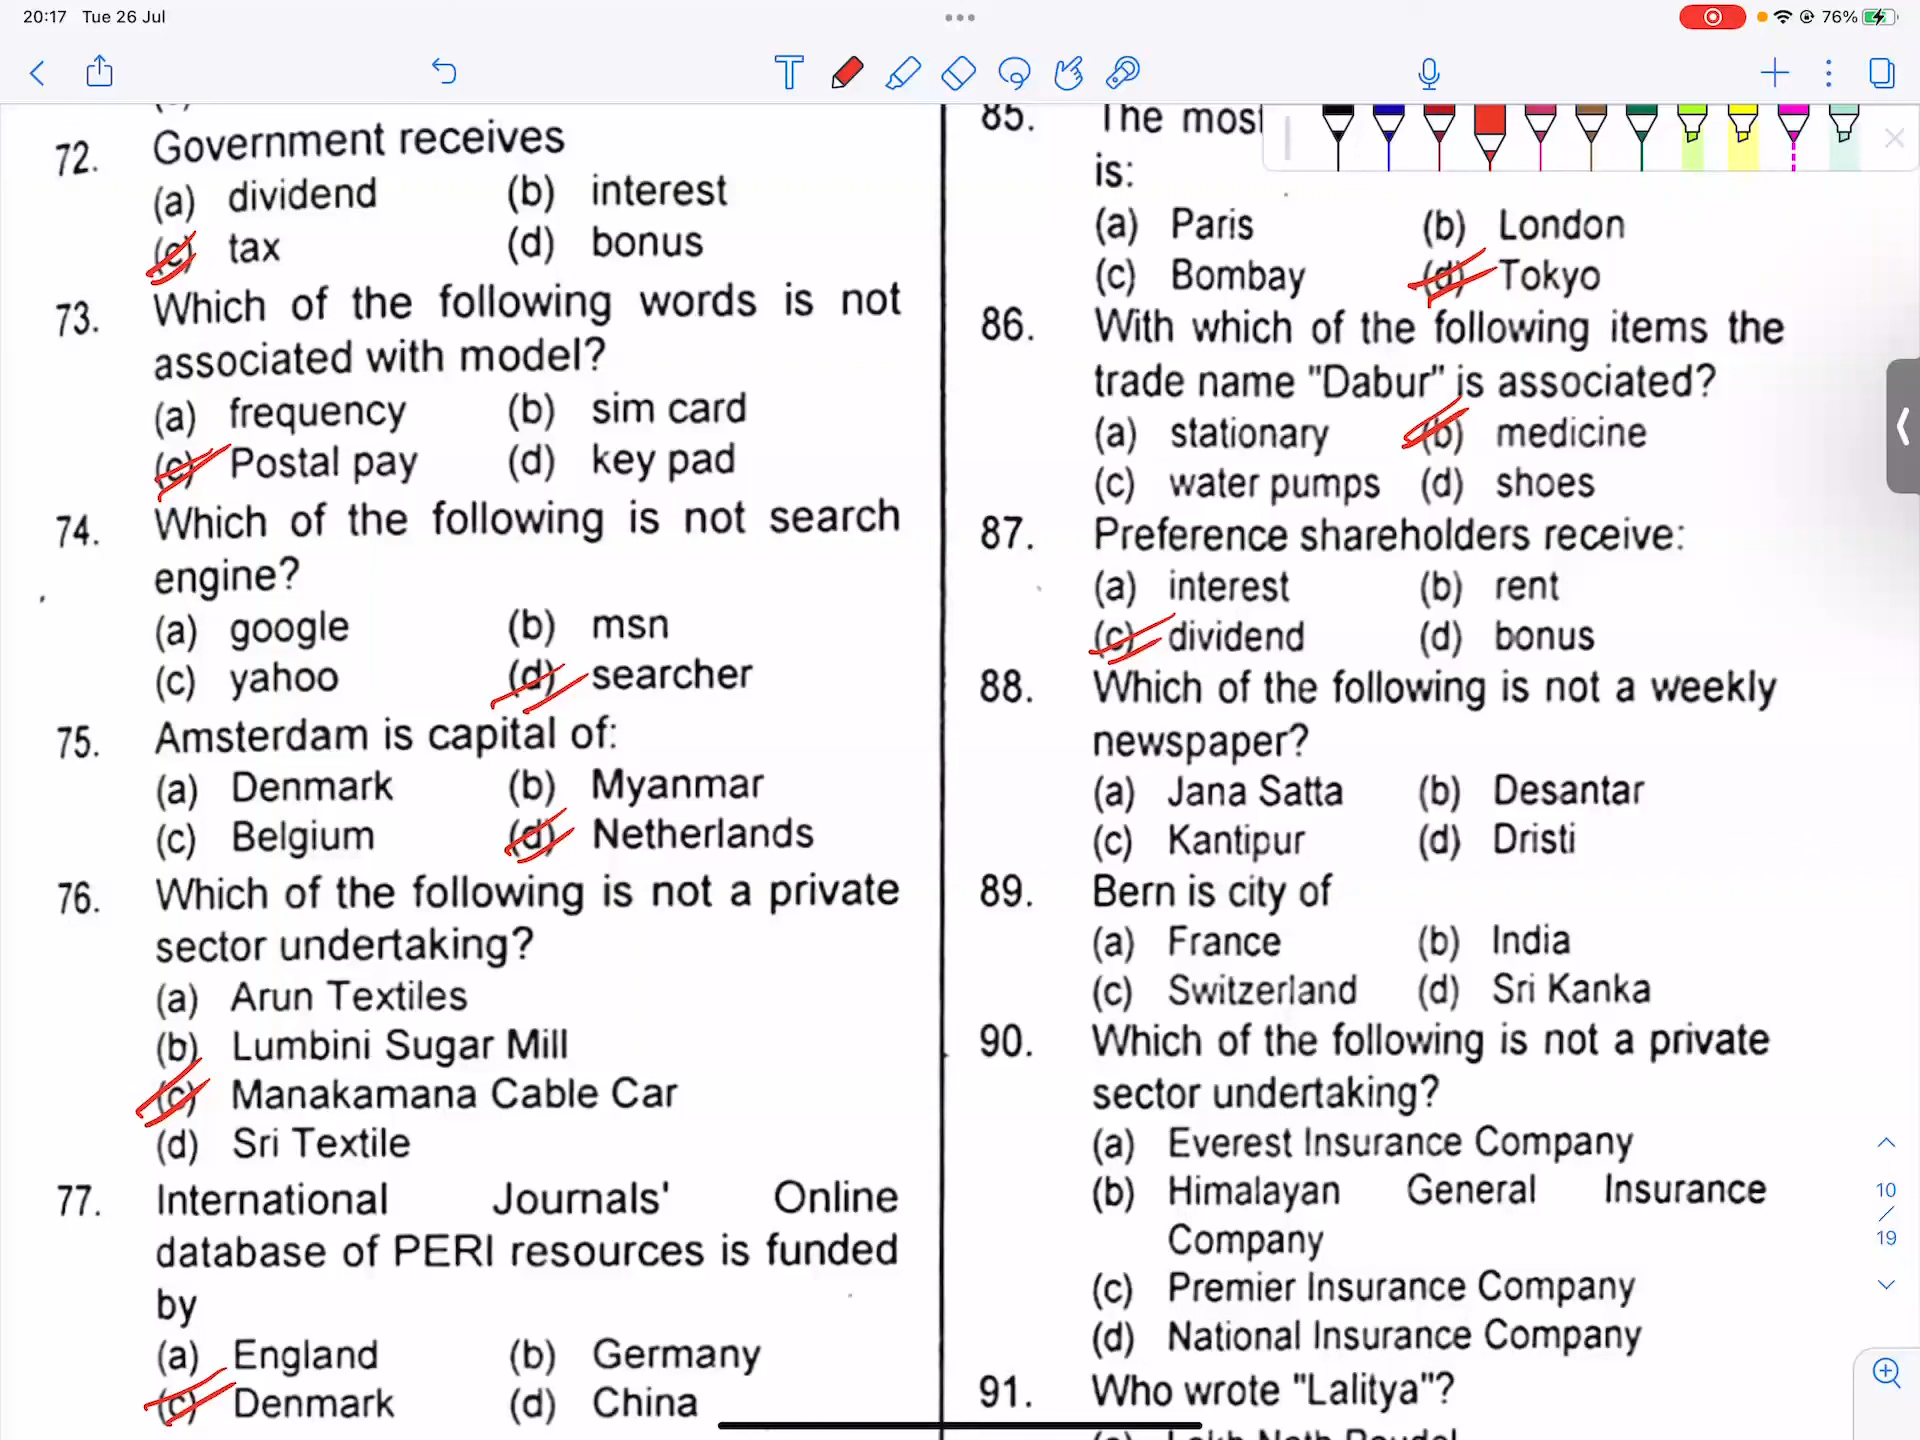 20:17 Tue 26 Jul
76%
72. Government receives
(a) dividend (b) interest
(c) tax (d) bonus
73. Which of the following words is not
associated with model?
(a) frequency (b) sim card
(c) Postal pay (d) key pad
74. Which of the following is not search
engine?
(a) google (b) msn
(c) yahoo (d) searcher
75. Amsterdam is capital of:
(a) Denmark (b) Myanmar
(c) Belgium (d) Netherlands
76. Which of the following is not a private
sector undertaking?
(a) Arun Textiles
(b) Lumbini Sugar Mill
(c) Manakamana Cable Car
(d) Sri Textile
77. International Journals' Online
database of PERI resources is funded
by
(a) England (b) Germany
(c) Denmark (d) China
85. The most
is:
(a) Paris (b) London
(c) Bombay (d) Tokyo
86. With which of the following items the
trade name "Dabur" is associated?
(a) stationary (b) medicine
(c) water pumps (d) shoes
87. Preference shareholders receive:
(a) interest (b) rent
(c) dividend (d) bonus
88. Which of the following is not a weekly
newspaper?
(a) Jana Satta (b) Desantar
(c) Kantipur (d) Dristi
89. Bern is city of
(a) France (b) India
(c) Switzerland (d) Sri Kanka
90. Which of the following is not a private
sector undertaking?
(a) Everest Insurance Company
(b) Himalayan General Insurance
Company
(c) Premier Insurance Company
(d) National Insurance Company
91. Who wrote "Lalitya"?
10
/
19